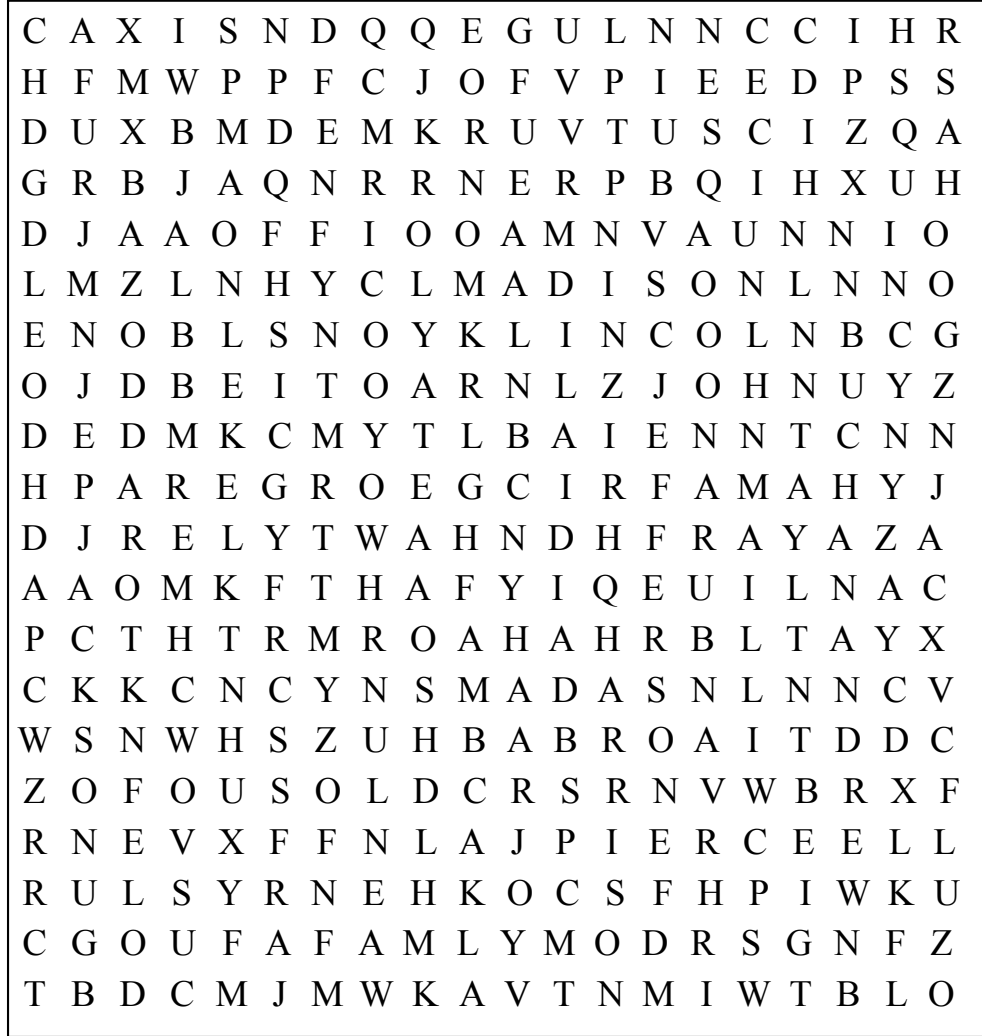 C A X I S N D Q Q E G U L N N C C I H R
H F M W P P F C J O F V P I E E D P S S
D U X B M D E M K R U V T U S C I Z Q A
G R B J A Q N R R N E R P B Q I H X U H
D J A A O F F I O O A M N V A U N N I O
L M Z L N H Y C L M A D I S O N L N N O
E N O B L S N O Y K L I N C O L N B C G
O J D B E I T O A R N L Z J O H N U Y Z
D E D M K C M Y T L B A I E N N T C N N
H P A R E G R O E G C I R F A M A H Y J
D J R E L Y T W A H N D H F R A Y A Z A
A A O M K F T H A F Y I Q E U I L N A C
P C T H T R M R O A H A H R B L T A Y X
C K K C N C Y N S M A D A S N L N N C V
W S N W H S Z U H B A B R O A I T D D C
Z O F O U S O L D C R S R N V W B R X F
R N E V X F F N L A J P I E R C E E L L
R U L S Y R N E H K O C S F H P I W K U
C G O U F A F A M L Y M O D R S G N F Z
T B D C M J M W K A V T N M I W T B L O